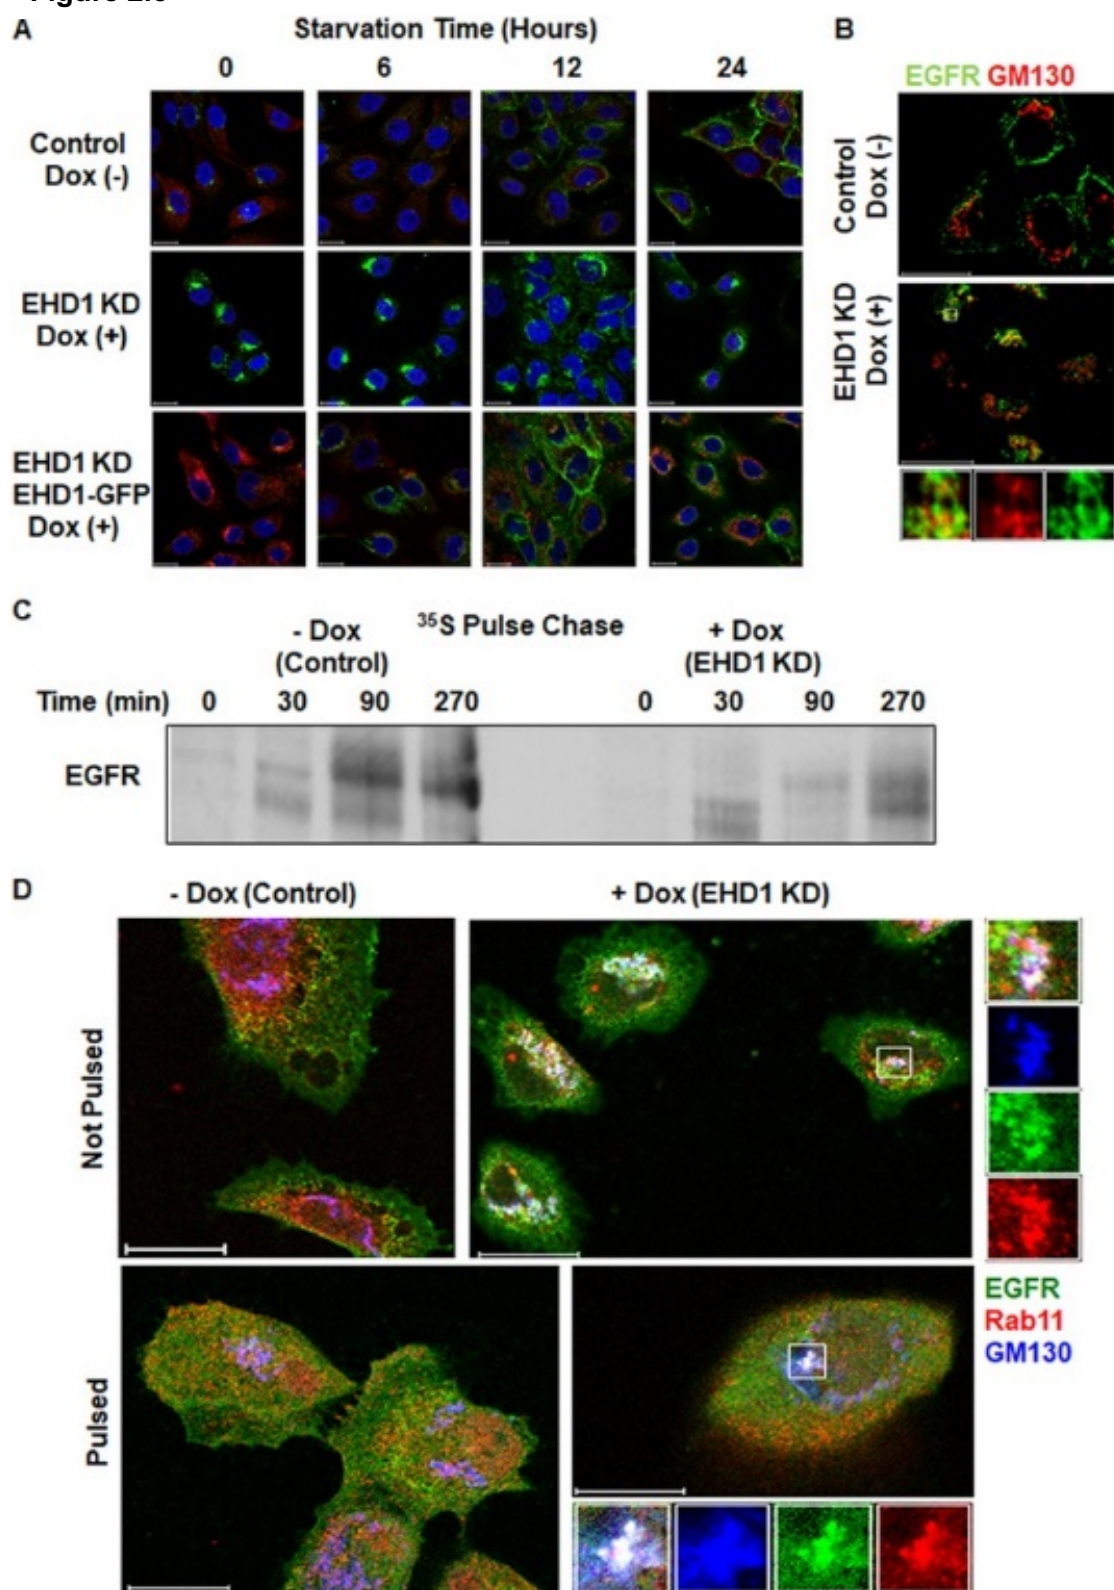 A
Starvation Time (Hours)
0 6 12 24
Control
Dox (-)
EHD1 KD
Dox (+)
EHD1 KD
EHD1-GFP
Dox (+)
B
EGFR GM130
Control
Dox (-)
EHD1 KD
Dox (+)
C
35S Pulse Chase
- Dox
(Control)
+ Dox
(EHD1 KD)
Time (min) 0 30 90 270 0 30 90 270
EGFR
D
- Dox (Control)
+ Dox (EHD1 KD)
Not Pulsed
EGFR
Rab11
GM130
Pulsed